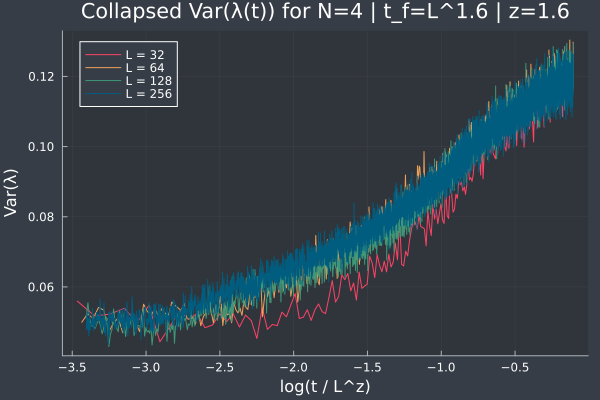 Collapsed Var(λ(t)) for N=4 | t_f=L^1.6 | z=1.6
L = 32
L = 64
L = 128
L = 256
Var(λ)
0.12
0.10
0.08
0.06
−3.5 −3.0 −2.5 −2.0 −1.5 −1.0 −0.5
log(t / L^z)